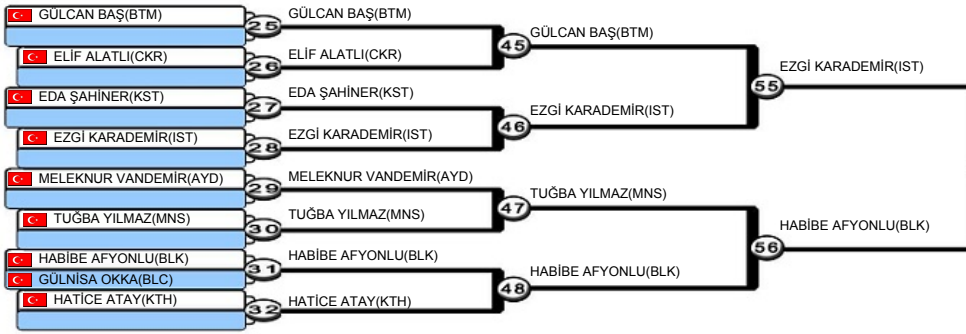 GÜLCAN BAŞ(BTM)
25
GÜLCAN BAŞ(BTM)
45
GÜLCAN BAŞ(BTM)
ELİF ALATLI(CKR)
26
ELİF ALATLI(CKR)
55
EZGİ KARADEMİR(IST)
EDA ŞAHİNER(KST)
27
EDA ŞAHİNER(KST)
46
EZGİ KARADEMİR(IST)
EZGİ KARADEMİR(IST)
28
EZGİ KARADEMİR(IST)
MELEKNUR VANDEMİR(AYD)
29
MELEKNUR VANDEMİR(AYD)
47
TUĞBA YILMAZ(MNS)
TUĞBA YILMAZ(MNS)
30
TUĞBA YILMAZ(MNS)
56
HABİBE AFYONLU(BLK)
HABİBE AFYONLU(BLK)
GÜLNİSA OKKA(BLC)
31
HABİBE AFYONLU(BLK)
48
HABİBE AFYONLU(BLK)
HATİCE ATAY(KTH)
32
HATİCE ATAY(KTH)